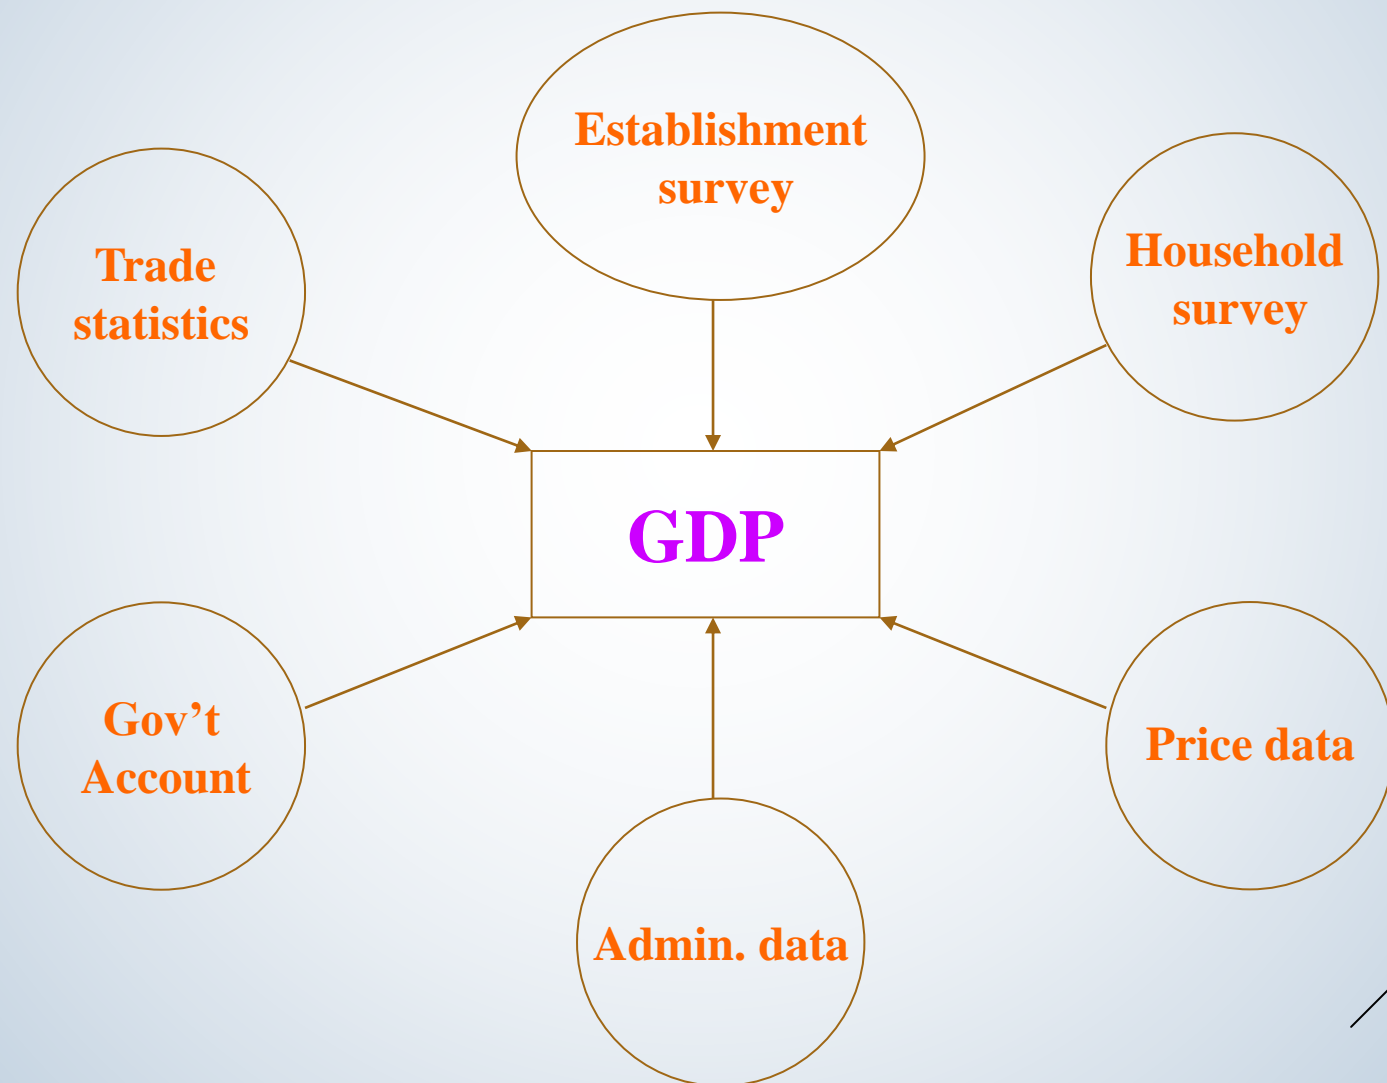 Establishment
survey
Trade
statistics
Household
survey
GDP
Gov’t
Account
Price data
Admin. data